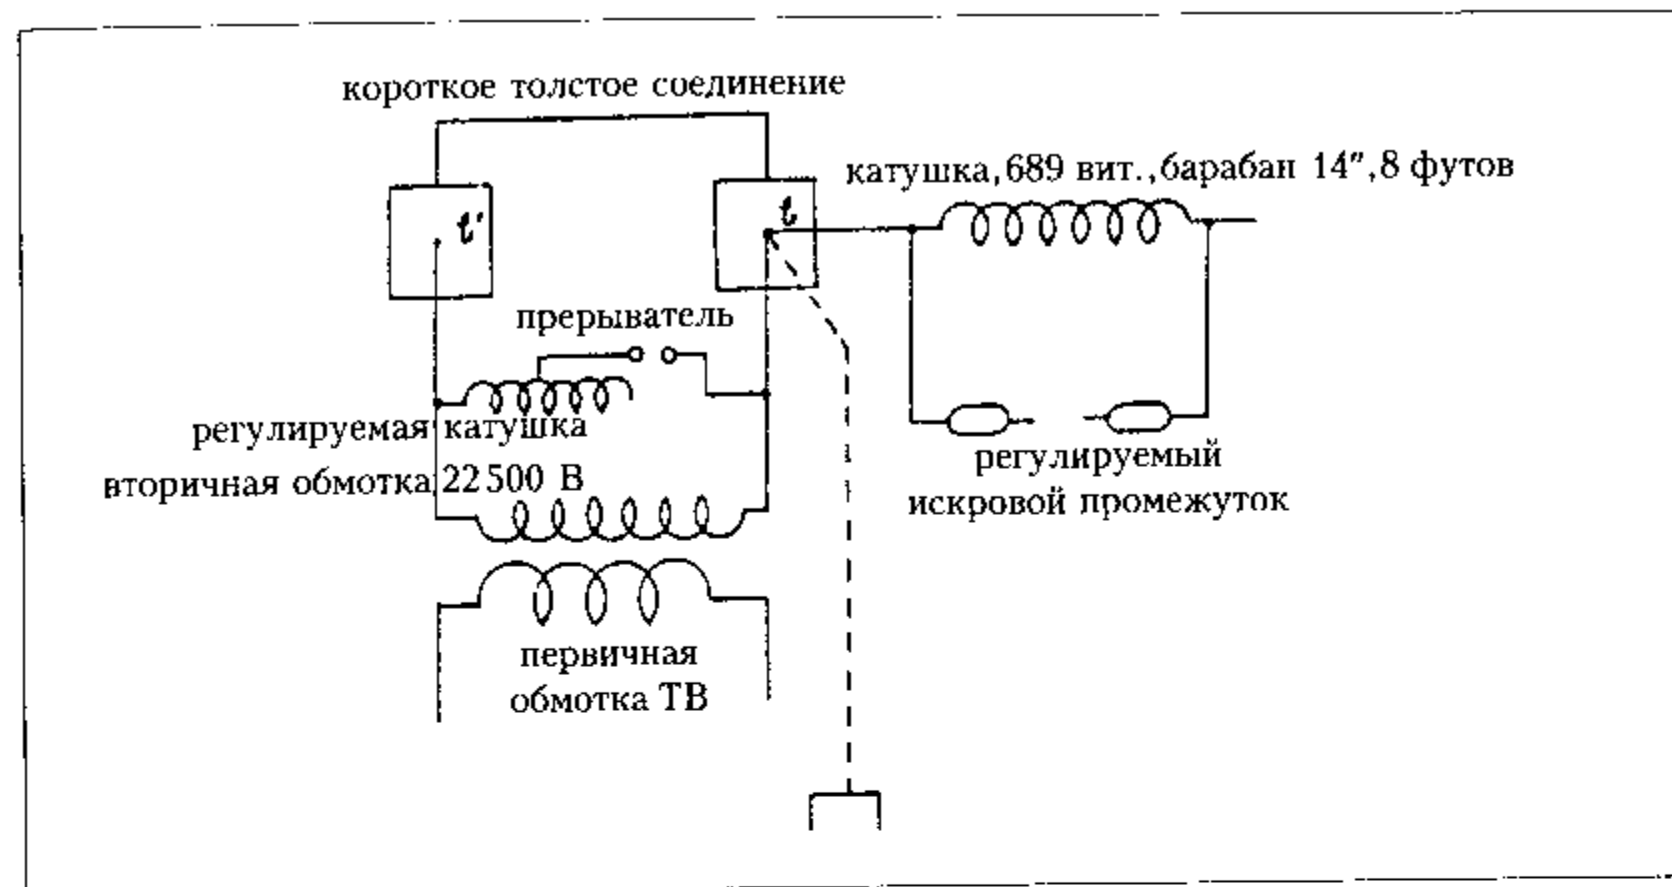 короткое толстое соединение
катушка, 689 вит., барабан 14", 8 футов
t'
t
прерыватель
регулируемая катушка
вторичная обмотка 22 500 В
регулируемый
искровой промежуток
первичная
обмотка ТВ